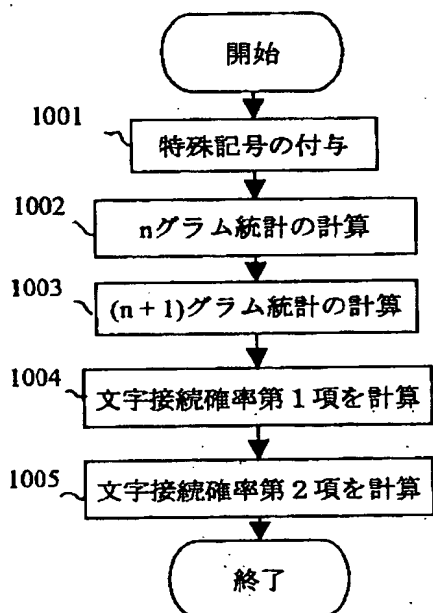 開始
1001
特殊記号の付与
1002
nグラム統計の計算
1003
(n + 1)グラム統計の計算
1004
文字接続確率第1項を計算
1005
文字接続確率第2項を計算
終了